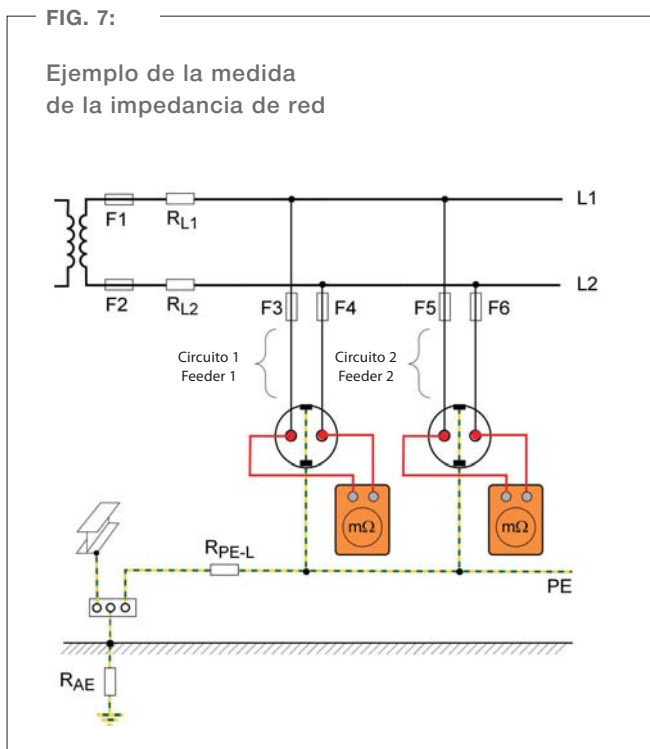 FIG. 7:
Ejemplo de la medida
de la impedancia de red
L1
F1
RL1
L2
F2
RL2
F3
F4
F5
F6
Circuito 1
Feeder 1
Circuito 2
Feeder 2
mΩ
mΩ
RPE-L
PE
RAE